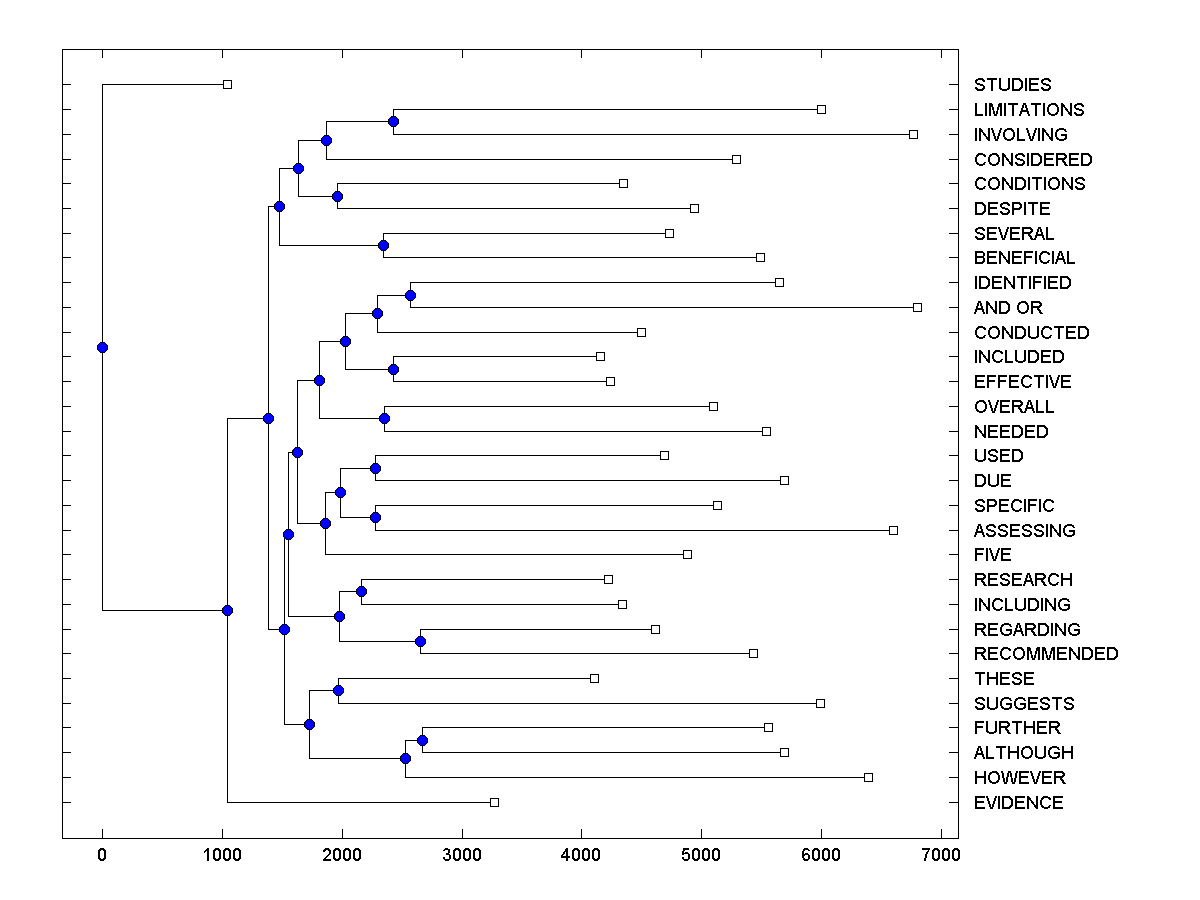 STUDIES
LIMITATIONS
INVOLVING
CONSIDERED
CONDITIONS
DESPITE
SEVERAL
BENEFICIAL
IDENTIFIED
AND OR
CONDUCTED
INCLUDED
EFFECTIVE
OVERALL
NEEDED
USED
DUE
SPECIFIC
ASSESSING
FIVE
RESEARCH
INCLUDING
REGARDING
RECOMMENDED
THESE
SUGGESTS
FURTHER
ALTHOUGH
HOWEVER
EVIDENCE
0 1000 2000 3000 4000 5000 6000 7000